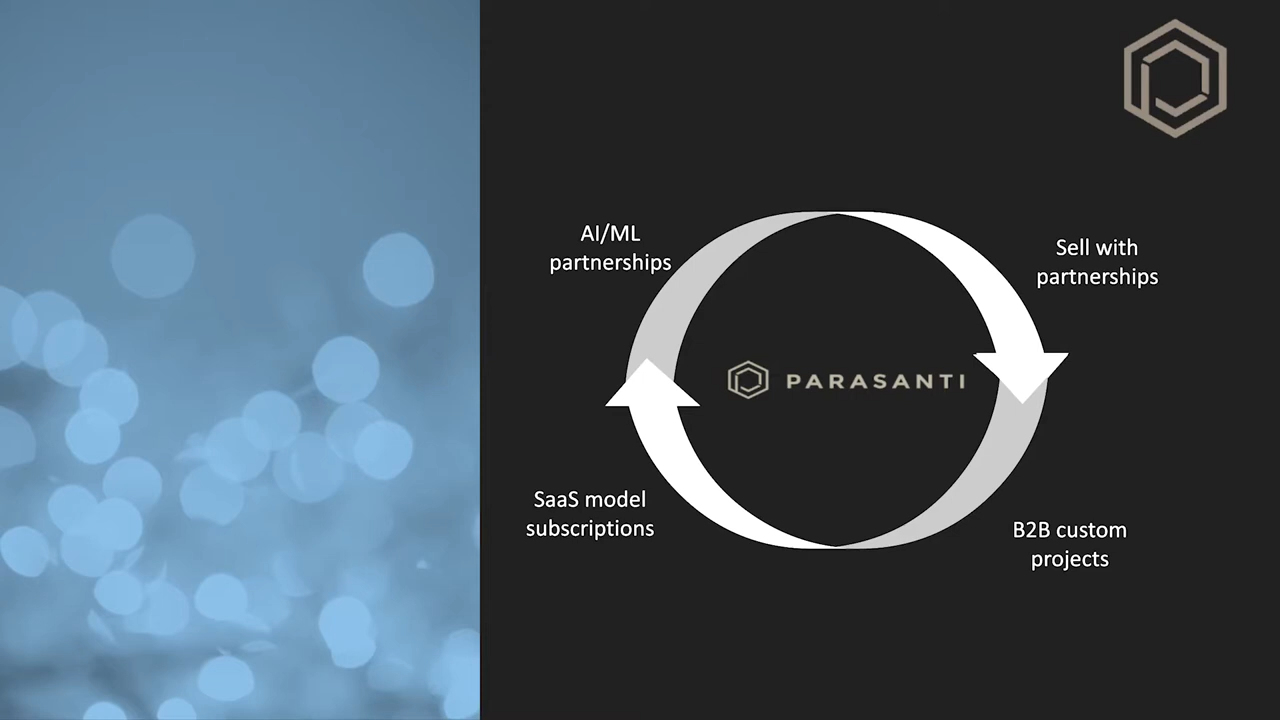 AI/ML
partnerships
Sell with
partnerships
PARASANTI
SaaS model
subscriptions
B2B custom
projects